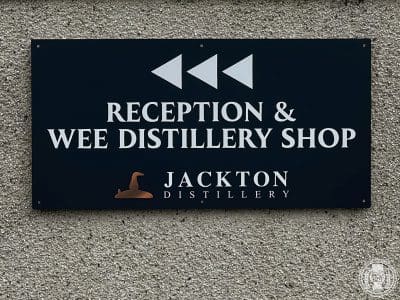 RECEPTION &
WEE DISTILLERY SHOP
JACKTON
DISTILLERY